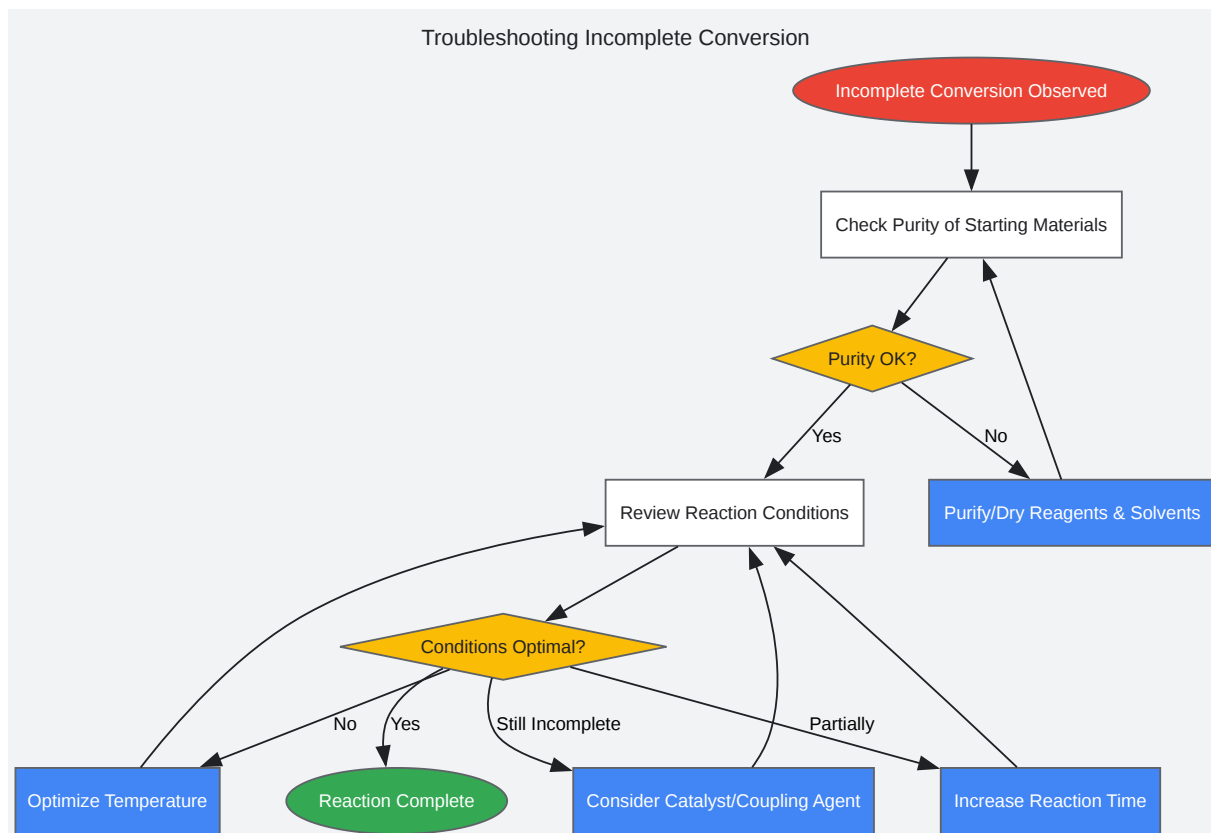 Troubleshooting Incomplete Conversion
Incomplete Conversion Observed
Check Purity of Starting Materials
Purity OK?
Yes
No
Review Reaction Conditions
Purify/Dry Reagents & Solvents
Conditions Optimal?
No
Yes
Still Incomplete
Partially
Optimize Temperature
Reaction Complete
Consider Catalyst/Coupling Agent
Increase Reaction Time